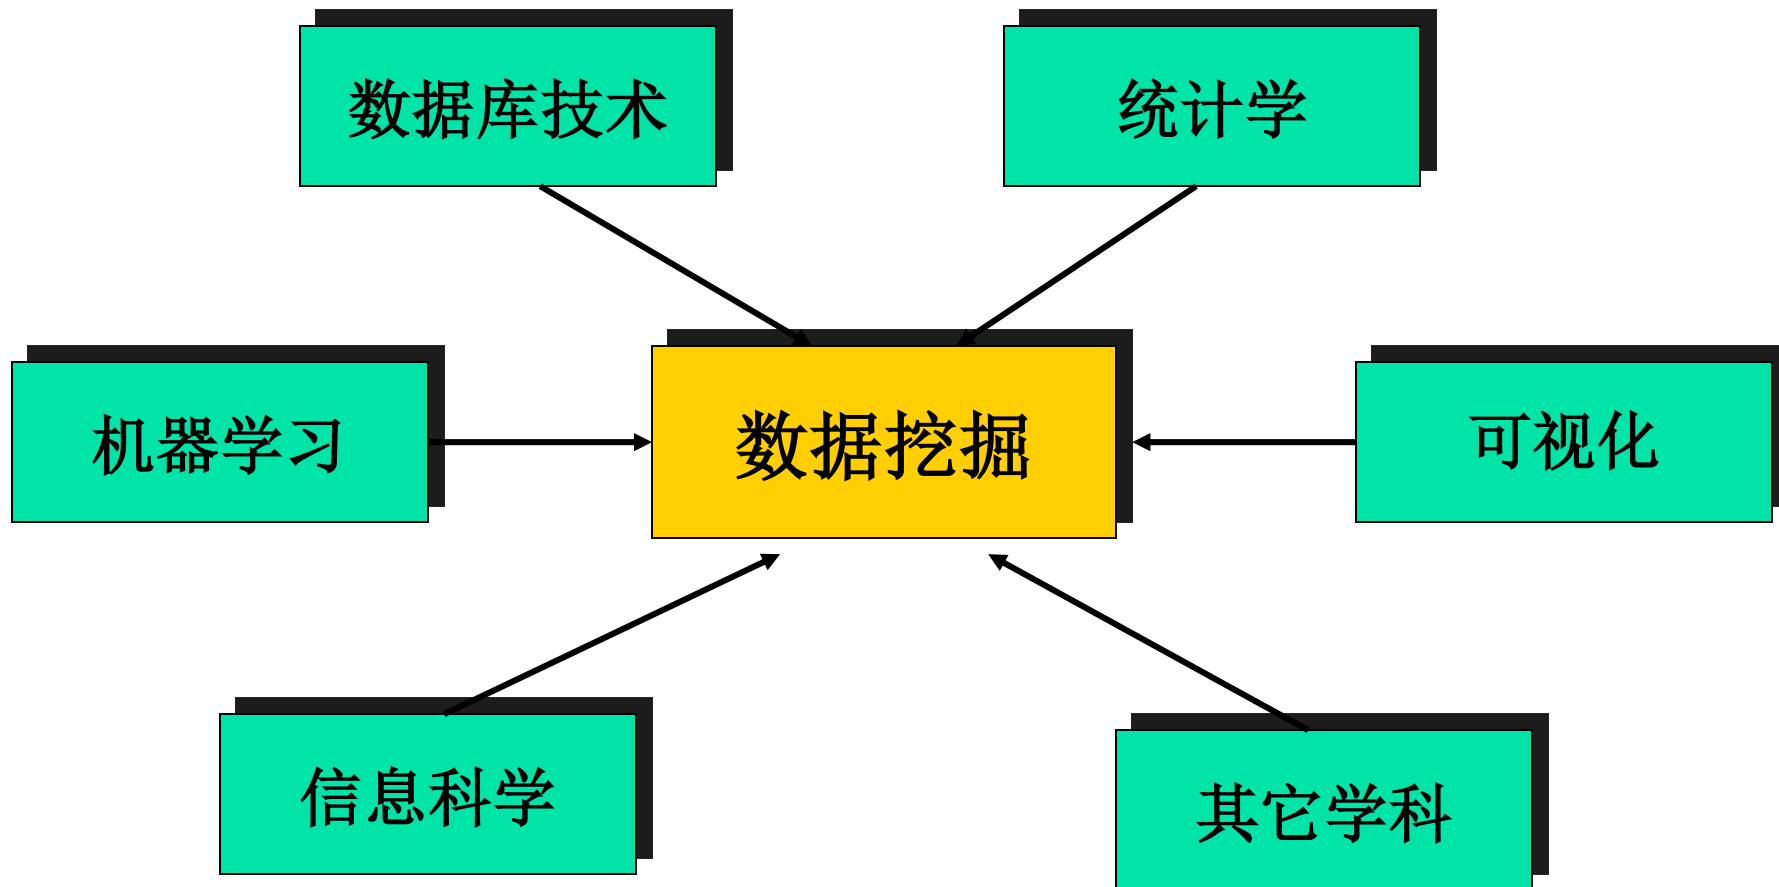 数据库技术
统计学
机器学习
数据挖掘
可视化
信息科学
其它学科